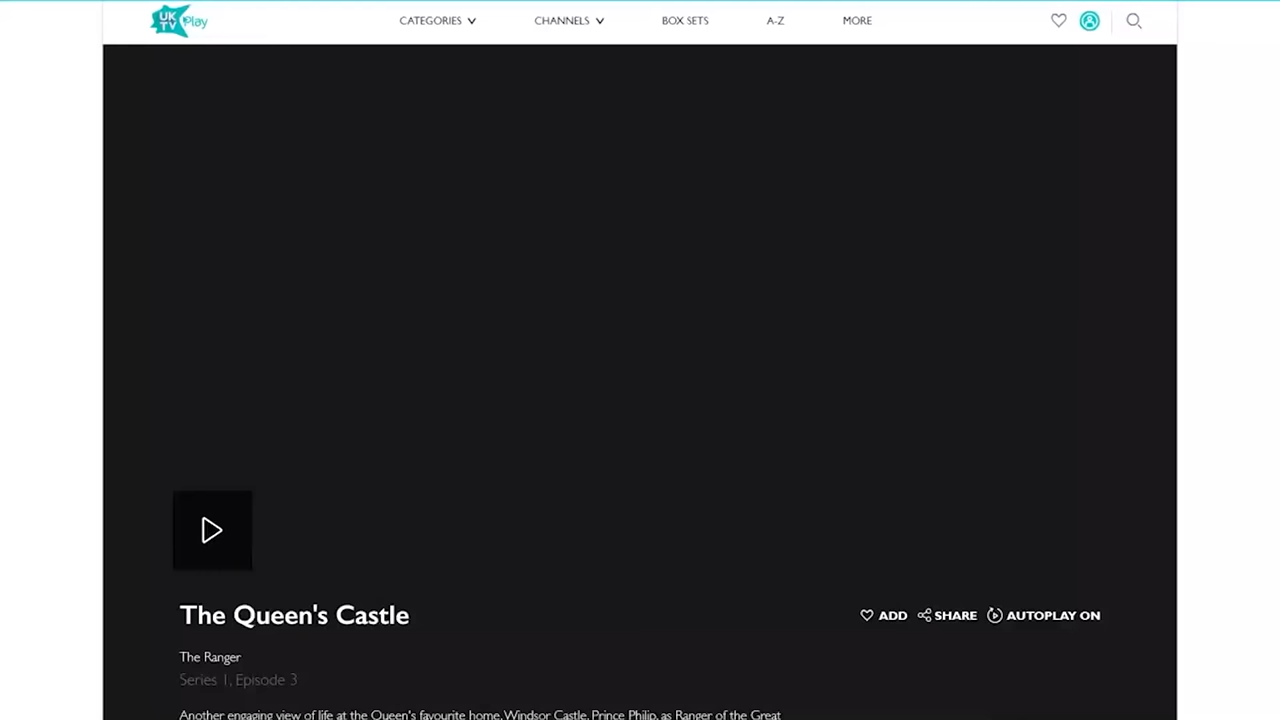 UK TV Play
CATEGORIES CHANNELS BOX SETS A-Z MORE
The Queen's Castle
ADD SHARE AUTOPLAY ON
The Ranger
Series 1, Episode 3
Another engaging view of life at the Queen's favourite home, Windsor Castle. Prince Philip, as Ranger of the Great